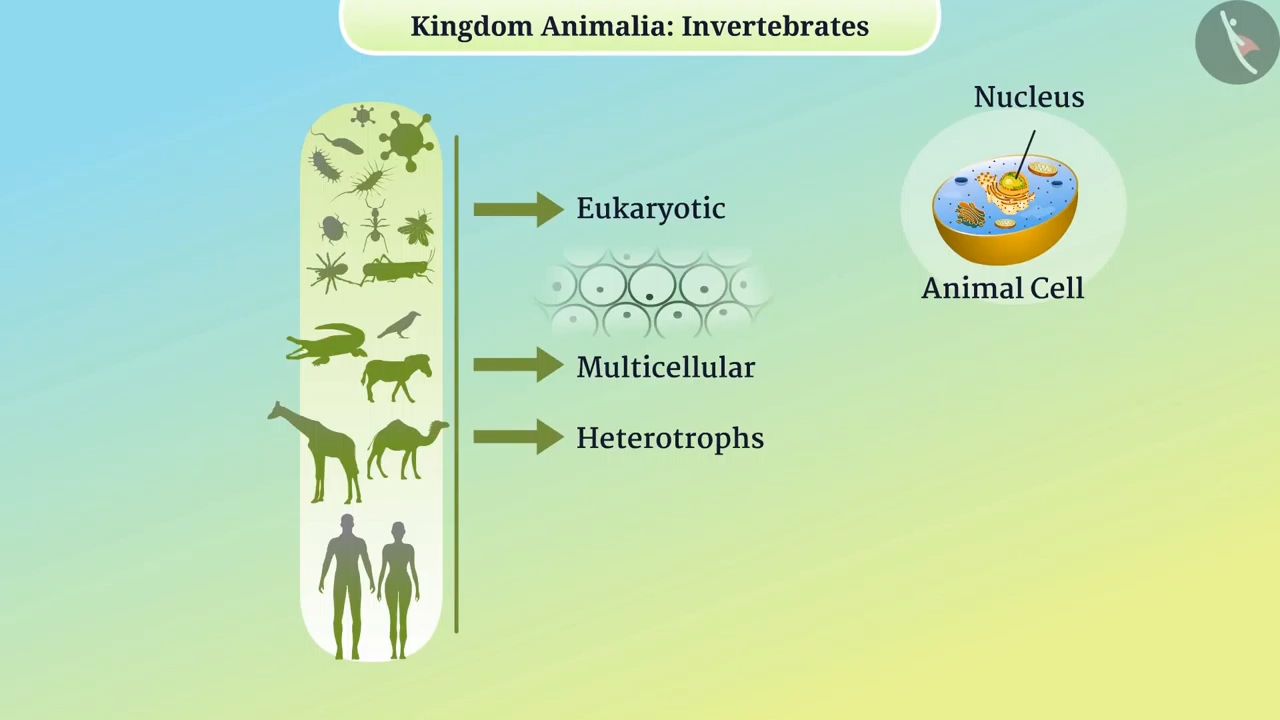 Kingdom Animalia: Invertebrates
Nucleus
Eukaryotic
Animal Cell
Multicellular
Heterotrophs